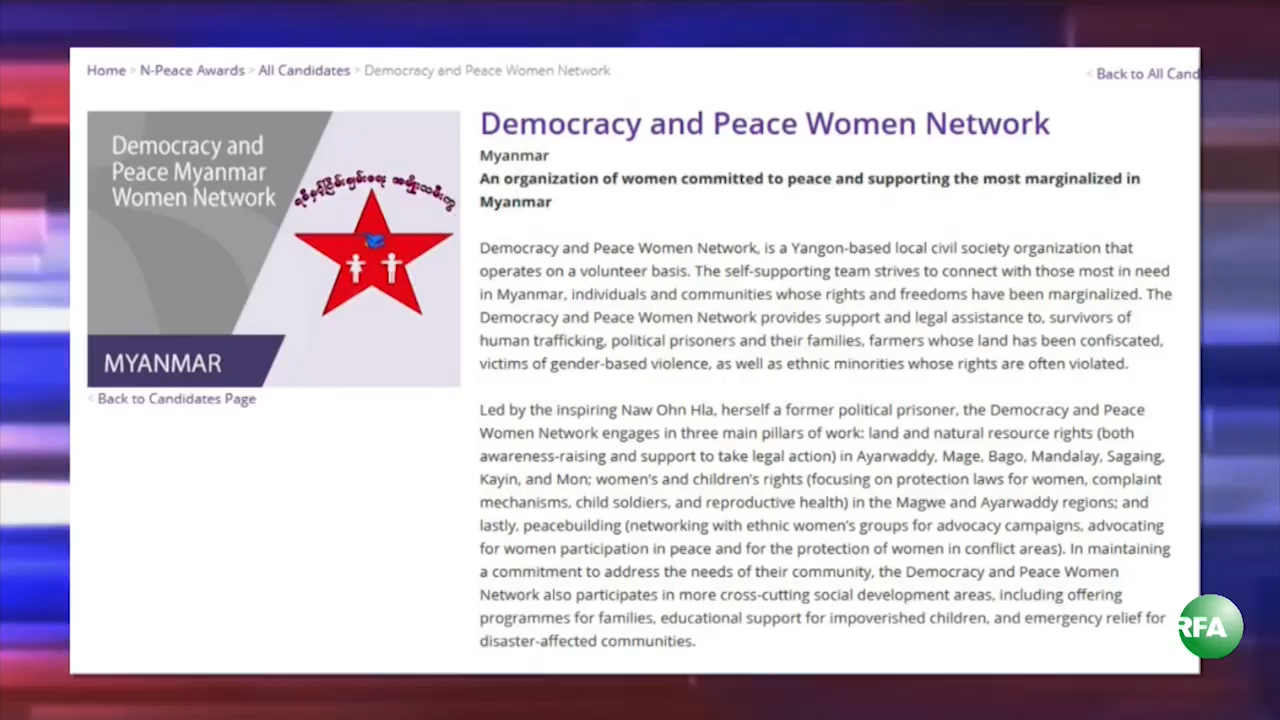 Home > N-Peace Awards > All Candidates > Democracy and Peace Women Network
< Back to All Cand
Democracy and
Peace Myanmar
Women Network
MYANMAR
< Back to Candidates Page
Democracy and Peace Women Network
Myanmar
An organization of women committed to peace and supporting the most marginalized in
Myanmar
Democracy and Peace Women Network, is a Yangon-based local civil society organization that
operates on a volunteer basis. The self-supporting team strives to connect with those most in need
in Myanmar, individuals and communities whose rights and freedoms have been marginalized. The
Democracy and Peace Women Network provides support and legal assistance to, survivors of
human trafficking, political prisoners and their families, farmers whose land has been confiscated,
victims of gender-based violence, as well as ethnic minorities whose rights are often violated.
Led by the inspiring Naw Ohn Hla, herself a former political prisoner, the Democracy and Peace
Women Network engages in three main pillars of work: land and natural resource rights (both
awareness-raising and support to take legal action) in Ayarwaddy, Mage, Bago, Mandalay, Sagaing,
Kayin, and Mon; women's and children's rights (focusing on protection laws for women, complaint
mechanisms, child soldiers, and reproductive health) in the Magwe and Ayarwaddy regions; and
lastly, peacebuilding (networking with ethnic women's groups for advocacy campaigns, advocating
for women participation in peace and for the protection of women in conflict areas). In maintaining
a commitment to address the needs of their community, the Democracy and Peace Women
Network also participates in more cross-cutting social development areas, including offering
programmes for families, educational support for impoverished children, and emergency relief for
disaster-affected communities.
RFA